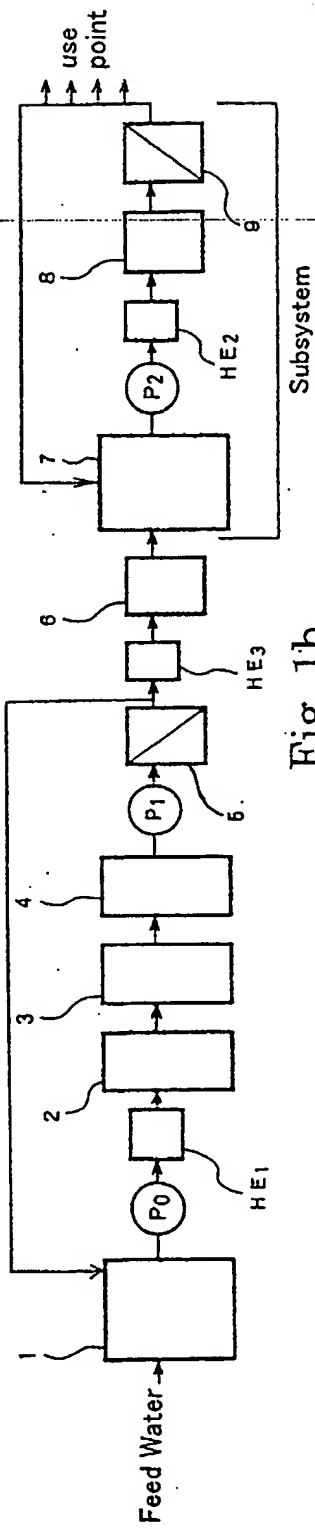 Feed Water
1
P0
HE1
2
3
4
P1
5.
HE3
6
7
P2
HE2
8
9
use
point
Subsystem
Fig. 1b